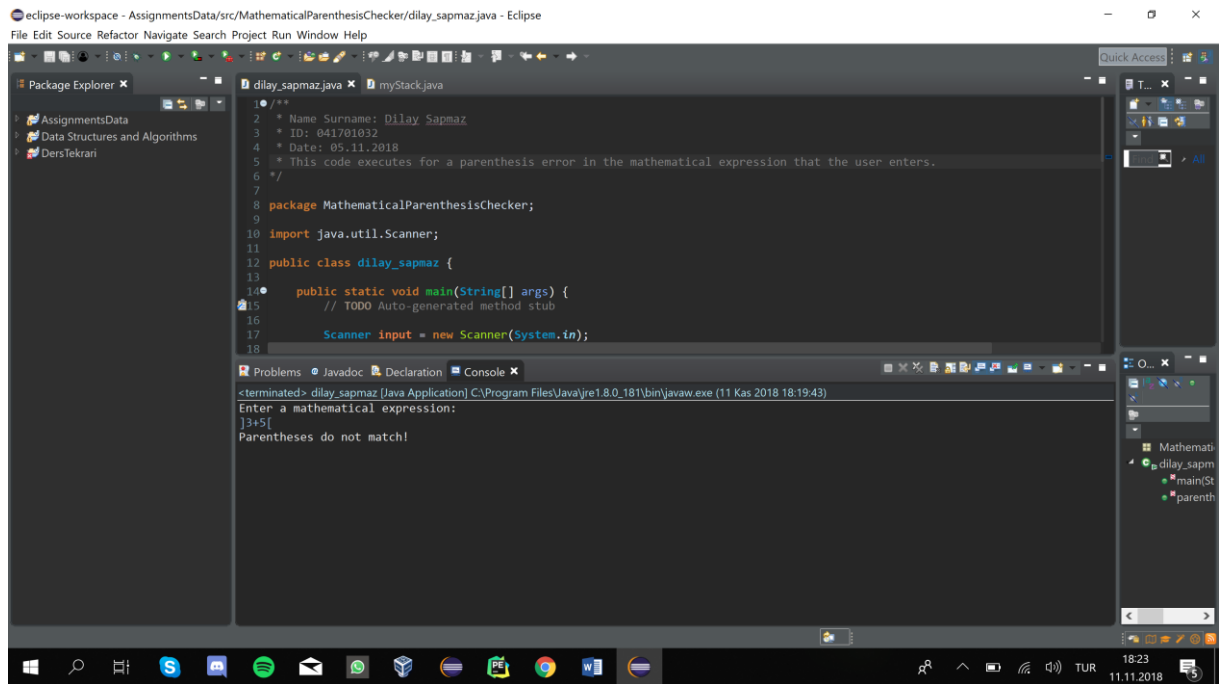 eclipse-workspace - AssignmentsData/src/MathematicalParenthesisChecker/dilay_sapmaz.java - Eclipse
File Edit Source Refactor Navigate Search Project Run Window Help
Quick Access
Package Explorer
AssignmentsData
Data Structures and Algorithms
DersTekrari
dilay_sapmaz.java myStack.java
1 /**
2 * Name Surname: Dilay Sapmaz
3 * ID: 041701032
4 * Date: 05.11.2018
5 * This code executes for a parenthesis error in the mathematical expression that the user enters.
6 */
7
8 package MathematicalParenthesisChecker;
9
10 import java.util.Scanner;
11
12 public class dilay_sapmaz {
13
14 public static void main(String[] args) {
15 // TODO Auto-generated method stub
16
17 Scanner input = new Scanner(System.in);
18
Problems Javadoc Declaration Console
<terminated> dilay_sapmaz [Java Application] C:\Program Files\Java\jre1.8.0_181\bin\javaw.exe (11 Kas 2018 18:19:43)
Enter a mathematical expression:
]3+5[
Parentheses do not match!
T...
Find All
O...
Mathemati
dilay_sapm
main(St
parenth
TUR
18:23
11.11.2018
5